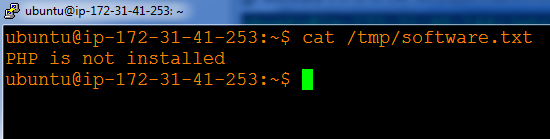 ubuntu@ip-172-31-41-253: ~
ubuntu@ip-172-31-41-253:~$ cat /tmp/software.txt
PHP is not installed
ubuntu@ip-172-31-41-253:~$